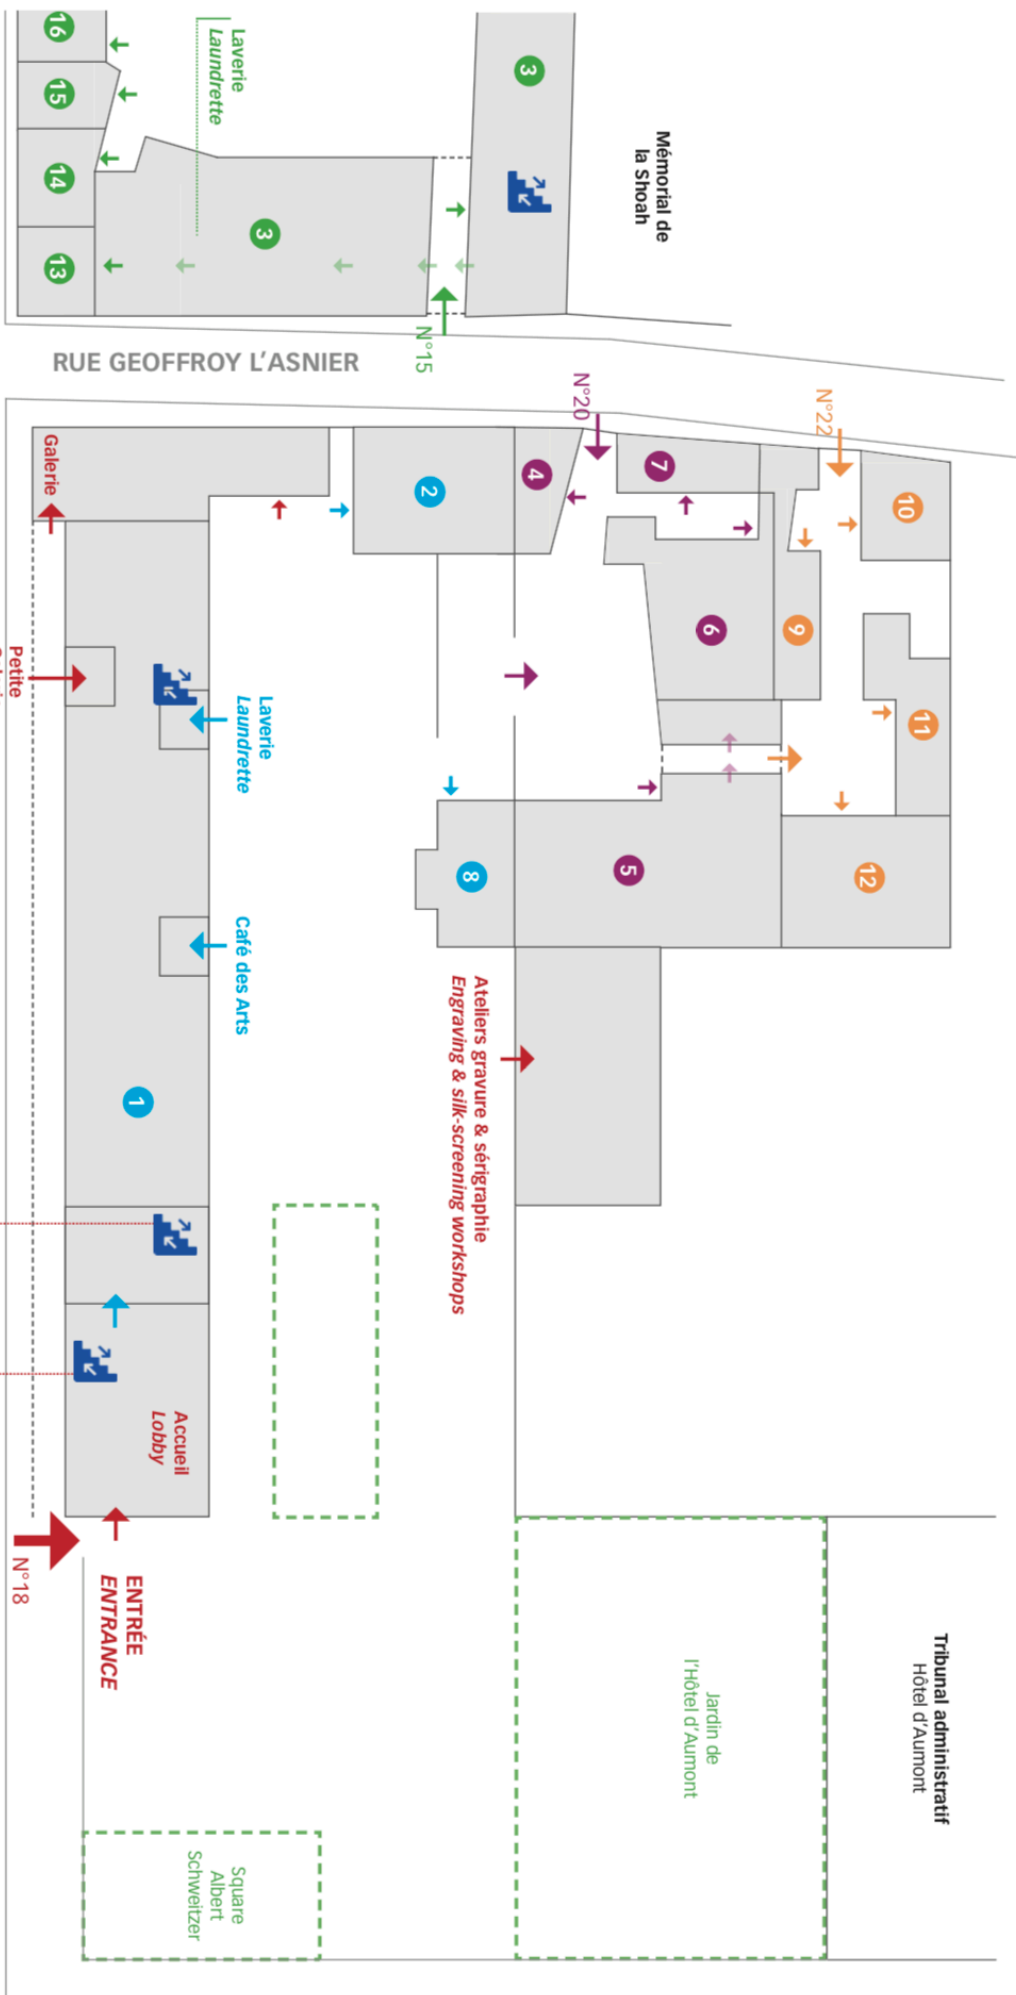 Tribunal administratif
Hôtel d'Aumont
11
10
12
N°22
9
6
Jardin de
l'Hôtel d'Aumont
Mémorial de
la Shoah
7
5
N°20
4
3
Ateliers gravure & sérigraphie
Engraving & silk-screening workshops
8
2
N°15
3
Laverie
Laundrette
Laverie
Laundrette
Café des Arts
Square
Albert
Schweitzer
RUE GEOFFROY L'ASNIER
1
Accueil
Lobby
ENTRÉE
ENTRANCE
16
15
14
13
Galerie
Petite
N°18